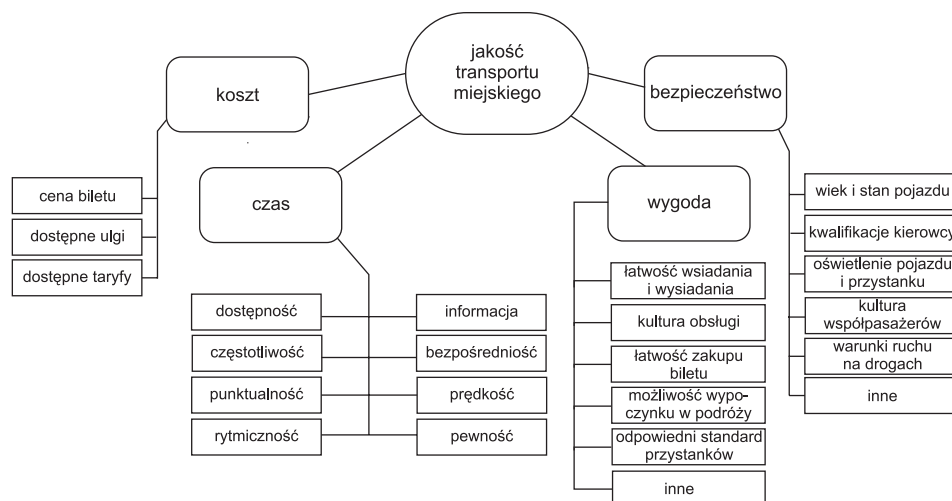 jakość
transportu
miejskiego
koszt
cena biletu
dostępne ulgi
dostępne taryfy
czas
dostępność
częstotliwość
punktualność
rytmiczność
informacja
bezpośredniość
prędkość
pewność
wygoda
łatwość wsiadania
i wysiadania
kultura obsługi
łatwość zakupu
biletu
możliwość wypo-
czynku w podróży
odpowiedni standard
przystanków
inne
bezpieczeństwo
wiek i stan pojazdu
kwalifikacje kierowcy
oświetlenie pojazdu
i przystanku
kultura
współpasażerów
warunki ruchu
na drogach
inne